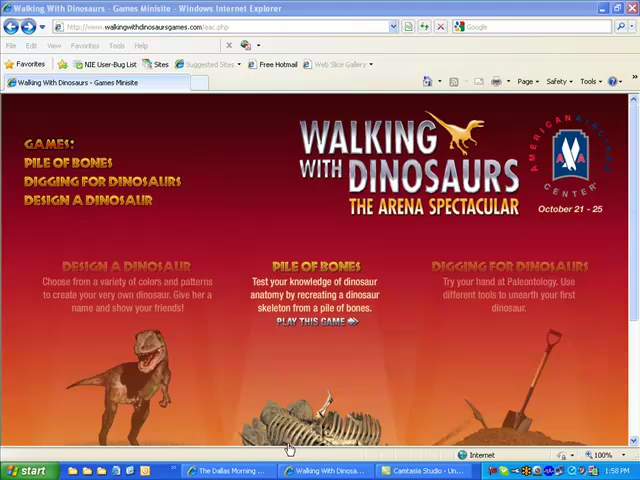 Walking With Dinosaurs - Games Minisite - Windows Internet Explorer
http://www.walkingwithdinosaursgames.com/aac.php
Google
File Edit View Favorites Tools Help
Favorites NIE User-Bug List Sites Suggested Sites Free Hotmail Web Slice Gallery
Walking With Dinosaurs - Games Minisite
Page Safety Tools
GAMES:
PILE OF BONES
DIGGING FOR DINOSAURS
DESIGN A DINOSAUR
WALKING
WITH DINOSAURS
THE ARENA SPECTACULAR
AMERICAN AIRLINES
CENTER
October 21 - 25
DESIGN A DINOSAUR
Choose from a variety of colors and patterns
to create your very own dinosaur. Give her a
name and show your friends!
PILE OF BONES
Test your knowledge of dinosaur
anatomy by recreating a dinosaur
skeleton from a pile of bones.
PLAY THIS GAME
DIGGING FOR DINOSAURS
Try your hand at Paleontology. Use
different tools to unearth your first
dinosaur.
Internet 100%
start The Dallas Morning ... Walking With Dinosa... Camtasia Studio - Un... 1:58 PM